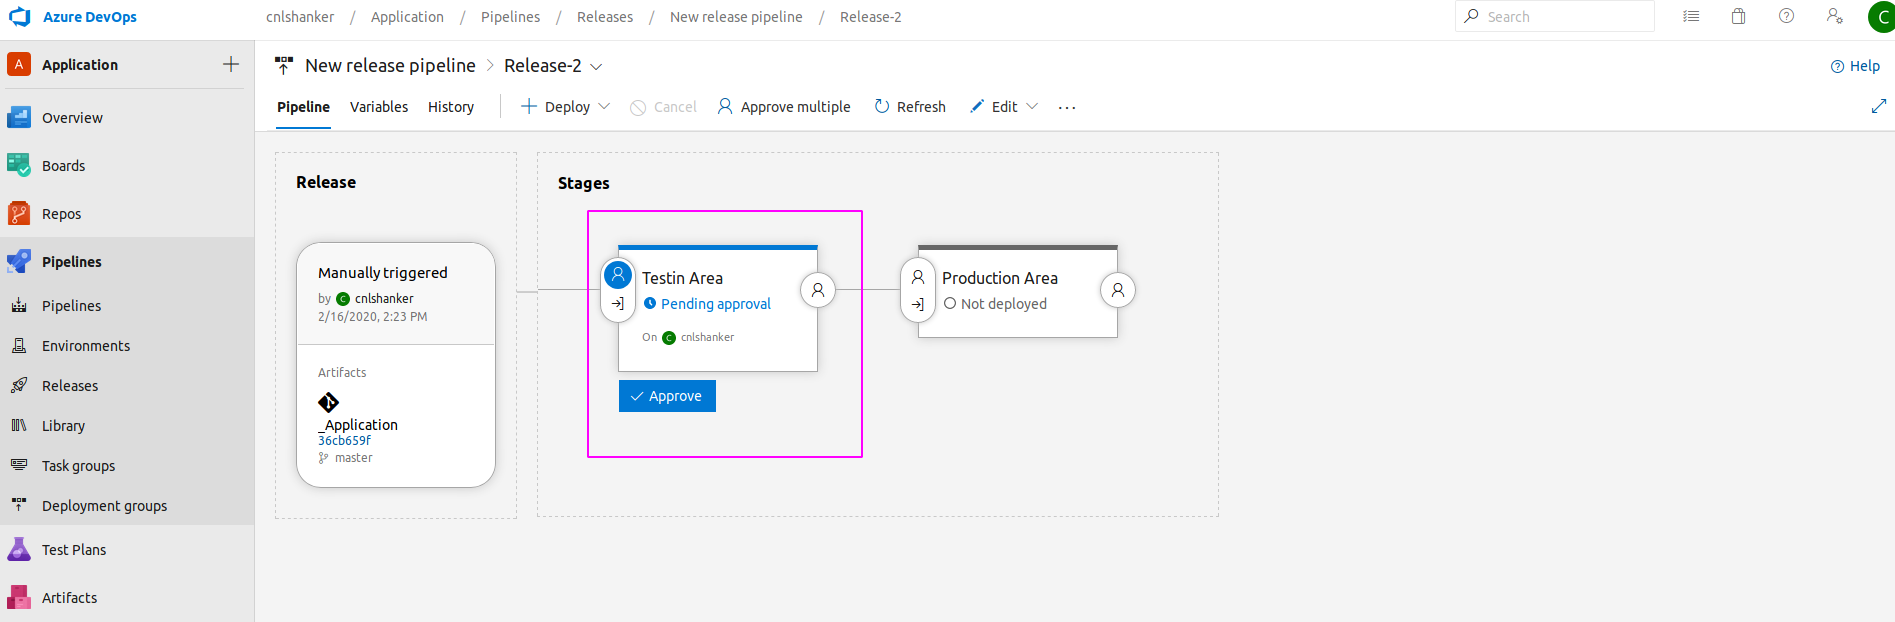 Azure DevOps
cnlshanker / Application / Pipelines / Releases / New release pipeline / Release-2
Search
C
A Application
New release pipeline > Release-2
Help
Pipeline Variables History Deploy Cancel Approve multiple Refresh Edit ...
Overview
Boards
Repos
Pipelines
Pipelines
Environments
Releases
Library
Task groups
Deployment groups
Test Plans
Artifacts
Release
Manually triggered
by C cnlshanker
2/16/2020, 2:23 PM
Artifacts
_Application
36cb659f
master
Stages
Testin Area
Pending approval
On C cnlshanker
Approve
Production Area
Not deployed